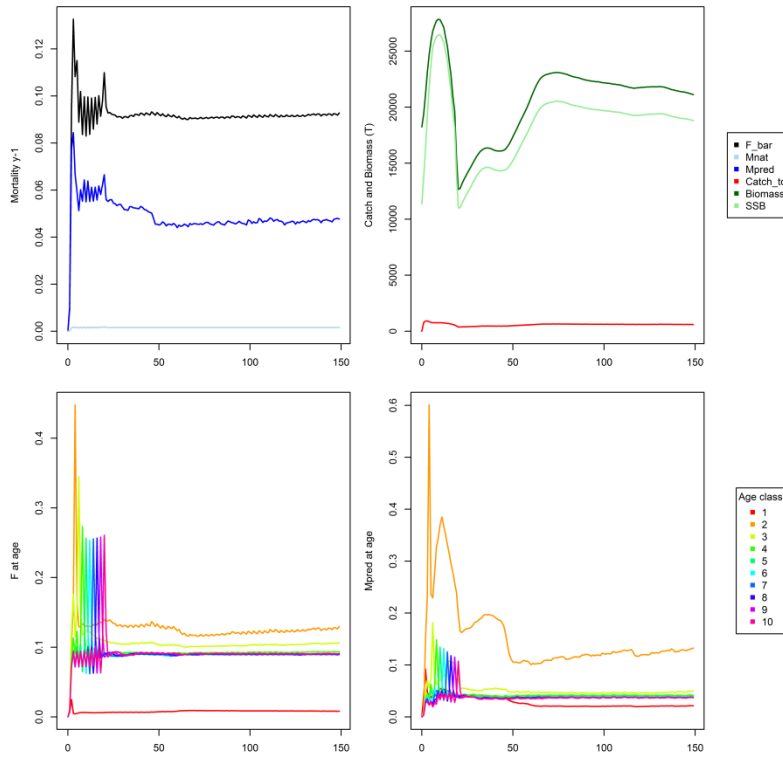 Mortality y-1
0.00 0.02 0.04 0.06 0.08 0.10 0.12
0 50 100 150
Catch and Biomass (T)
0 5000 10000 15000 20000 25000
0 50 100 150
F_bar
Mnat
Mpred
Catch_to
Biomass
SSB
F at age
0.0 0.1 0.2 0.3 0.4
0 50 100 150
Mpred at age
0.0 0.1 0.2 0.3 0.4 0.5 0.6
0 50 100 150
Age class
1
2
3
4
5
6
7
8
9
10